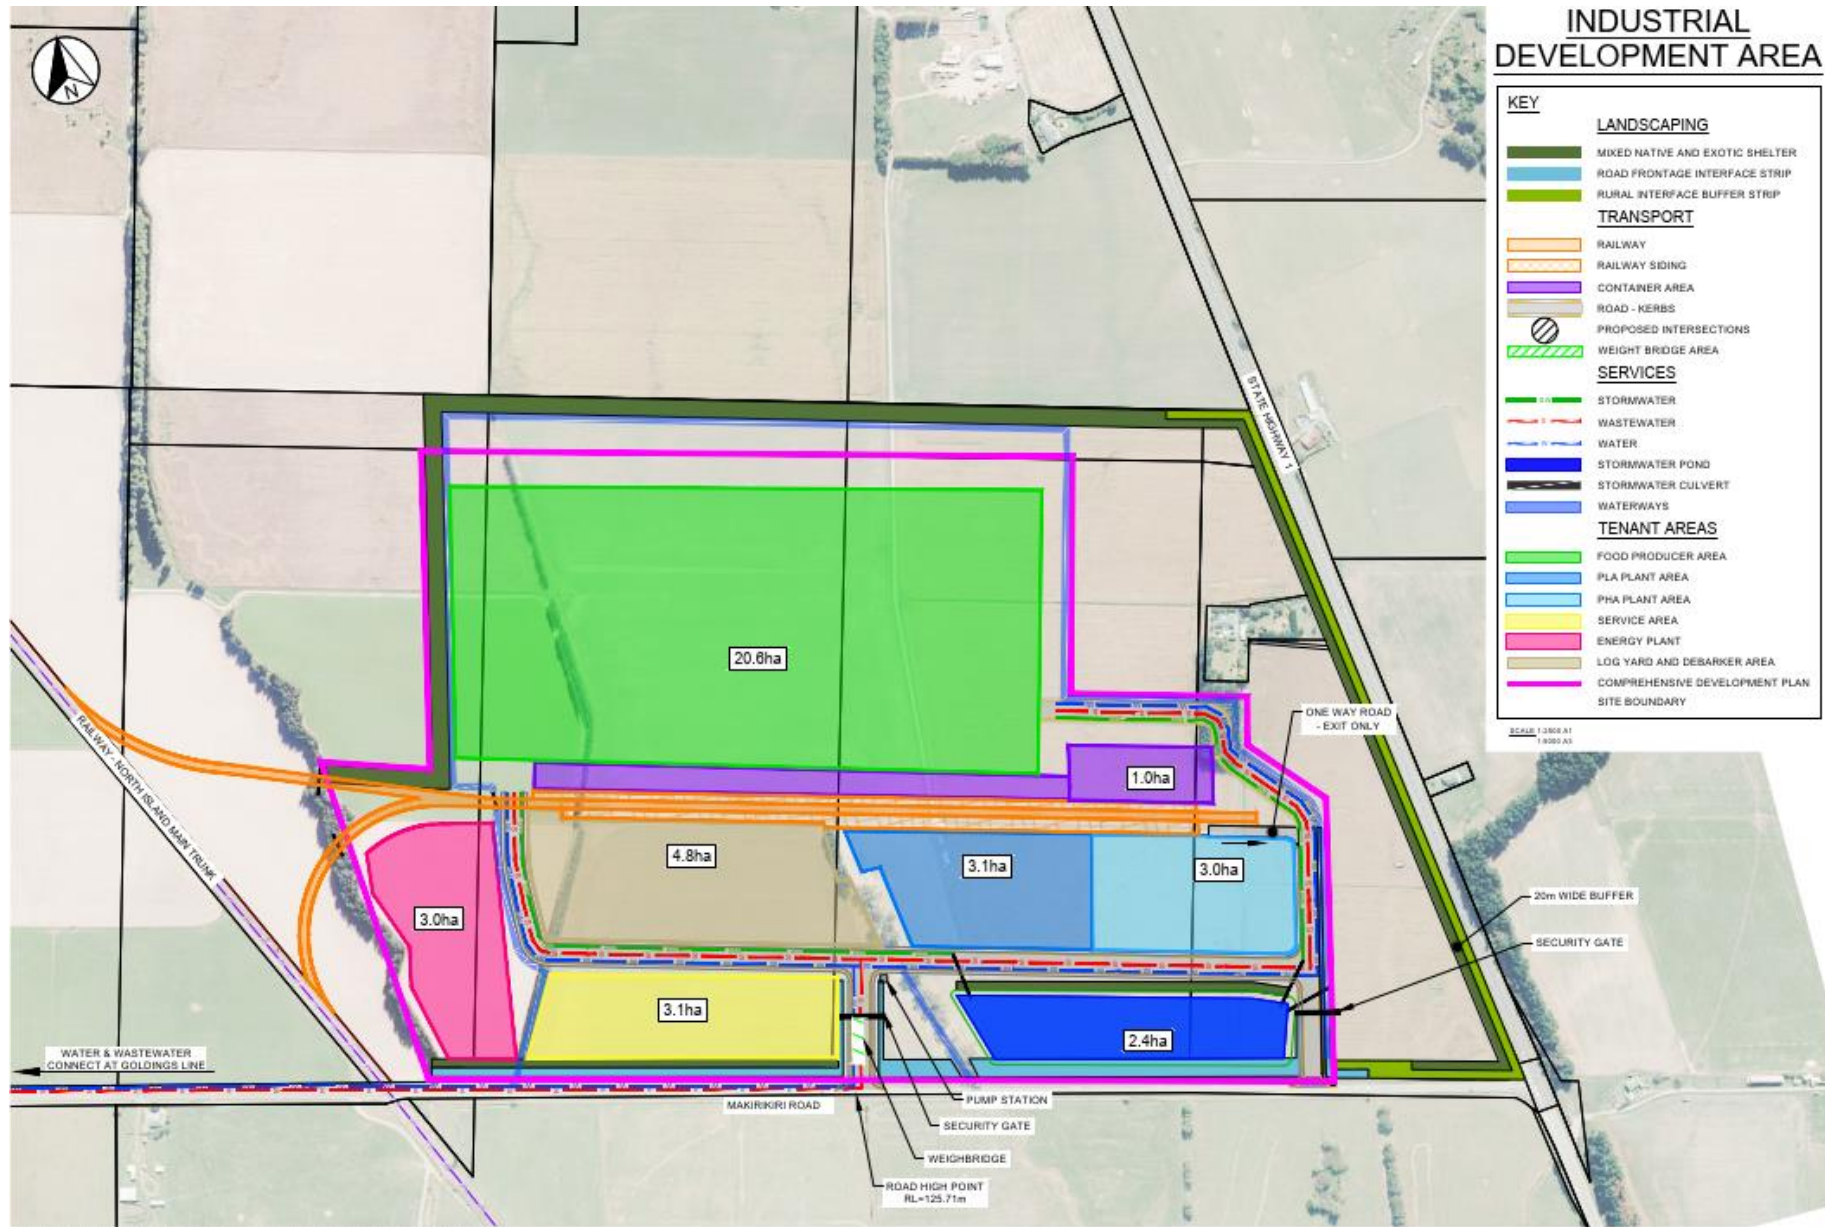 INDUSTRIAL
DEVELOPMENT AREA
KEY
LANDSCAPING
MIXED NATIVE AND EXOTIC SHELTER
ROAD FRONTAGE INTERFACE STRIP
RURAL INTERFACE BUFFER STRIP
TRANSPORT
RAILWAY
RAILWAY SIDING
CONTAINER AREA
ROAD - KERBS
PROPOSED INTERSECTIONS
WEIGHT BRIDGE AREA
SERVICES
STORMWATER
WASTEWATER
WATER
STORMWATER POND
STORMWATER CULVERT
WATERWAYS
TENANT AREAS
FOOD PRODUCER AREA
PLA PLANT AREA
PHA PLANT AREA
SERVICE AREA
ENERGY PLANT
LOG YARD AND DEBARKER AREA
COMPREHENSIVE DEVELOPMENT PLAN
SITE BOUNDARY
N
STATE HIGHWAY 1
20.6ha
ONE WAY ROAD
- EXIT ONLY
1.0ha
RAILWAY - NORTH ISLAND MAIN TRUNK
4.8ha
3.1ha
3.0ha
3.0ha
20m WIDE BUFFER
SECURITY GATE
3.1ha
2.4ha
WATER & WASTEWATER
CONNECT AT GOLDINGS LINE
MAKIRIKIRI ROAD
PUMP STATION
SECURITY GATE
WEIGHBRIDGE
ROAD HIGH POINT
RL=125.71m